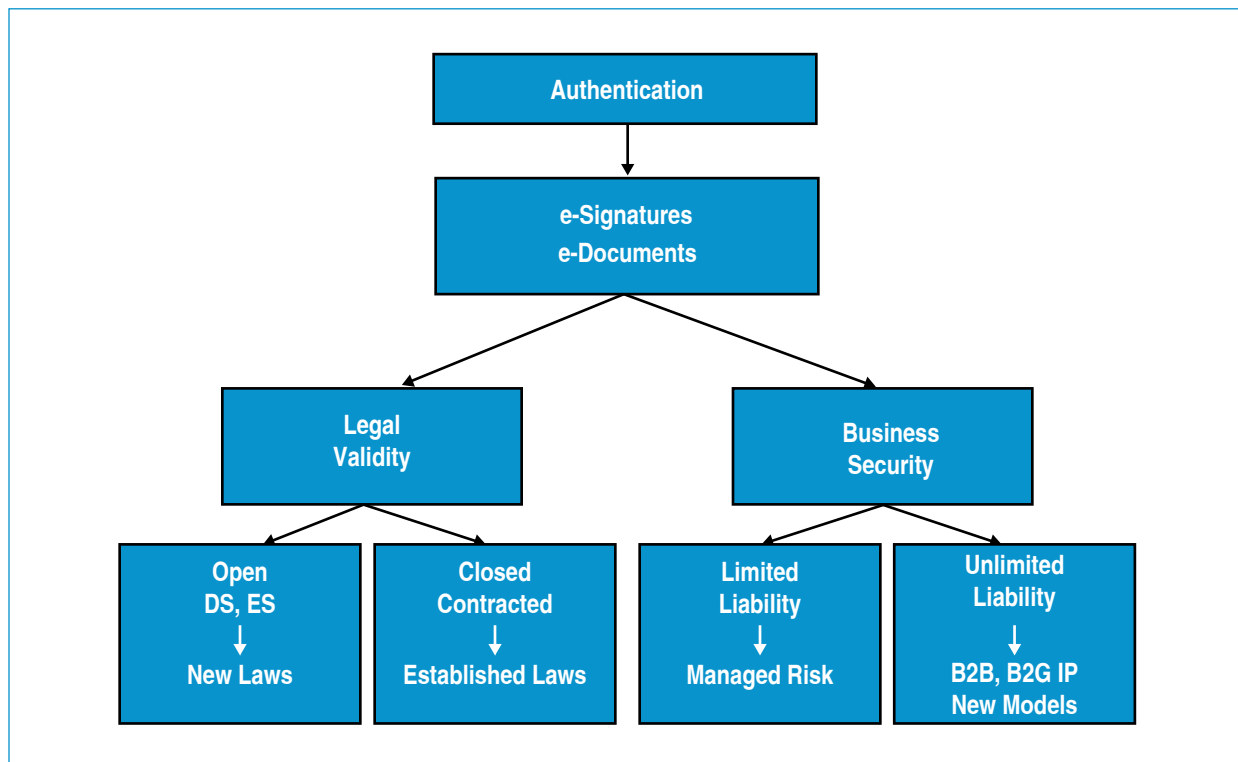 Authentication
e-Signatures
e-Documents
Legal
Validity
Business
Security
Open
DS, ES
New Laws
Closed
Contracted
Established Laws
Limited
Liability
Managed Risk
Unlimited
Liability
B2B, B2G IP
New Models